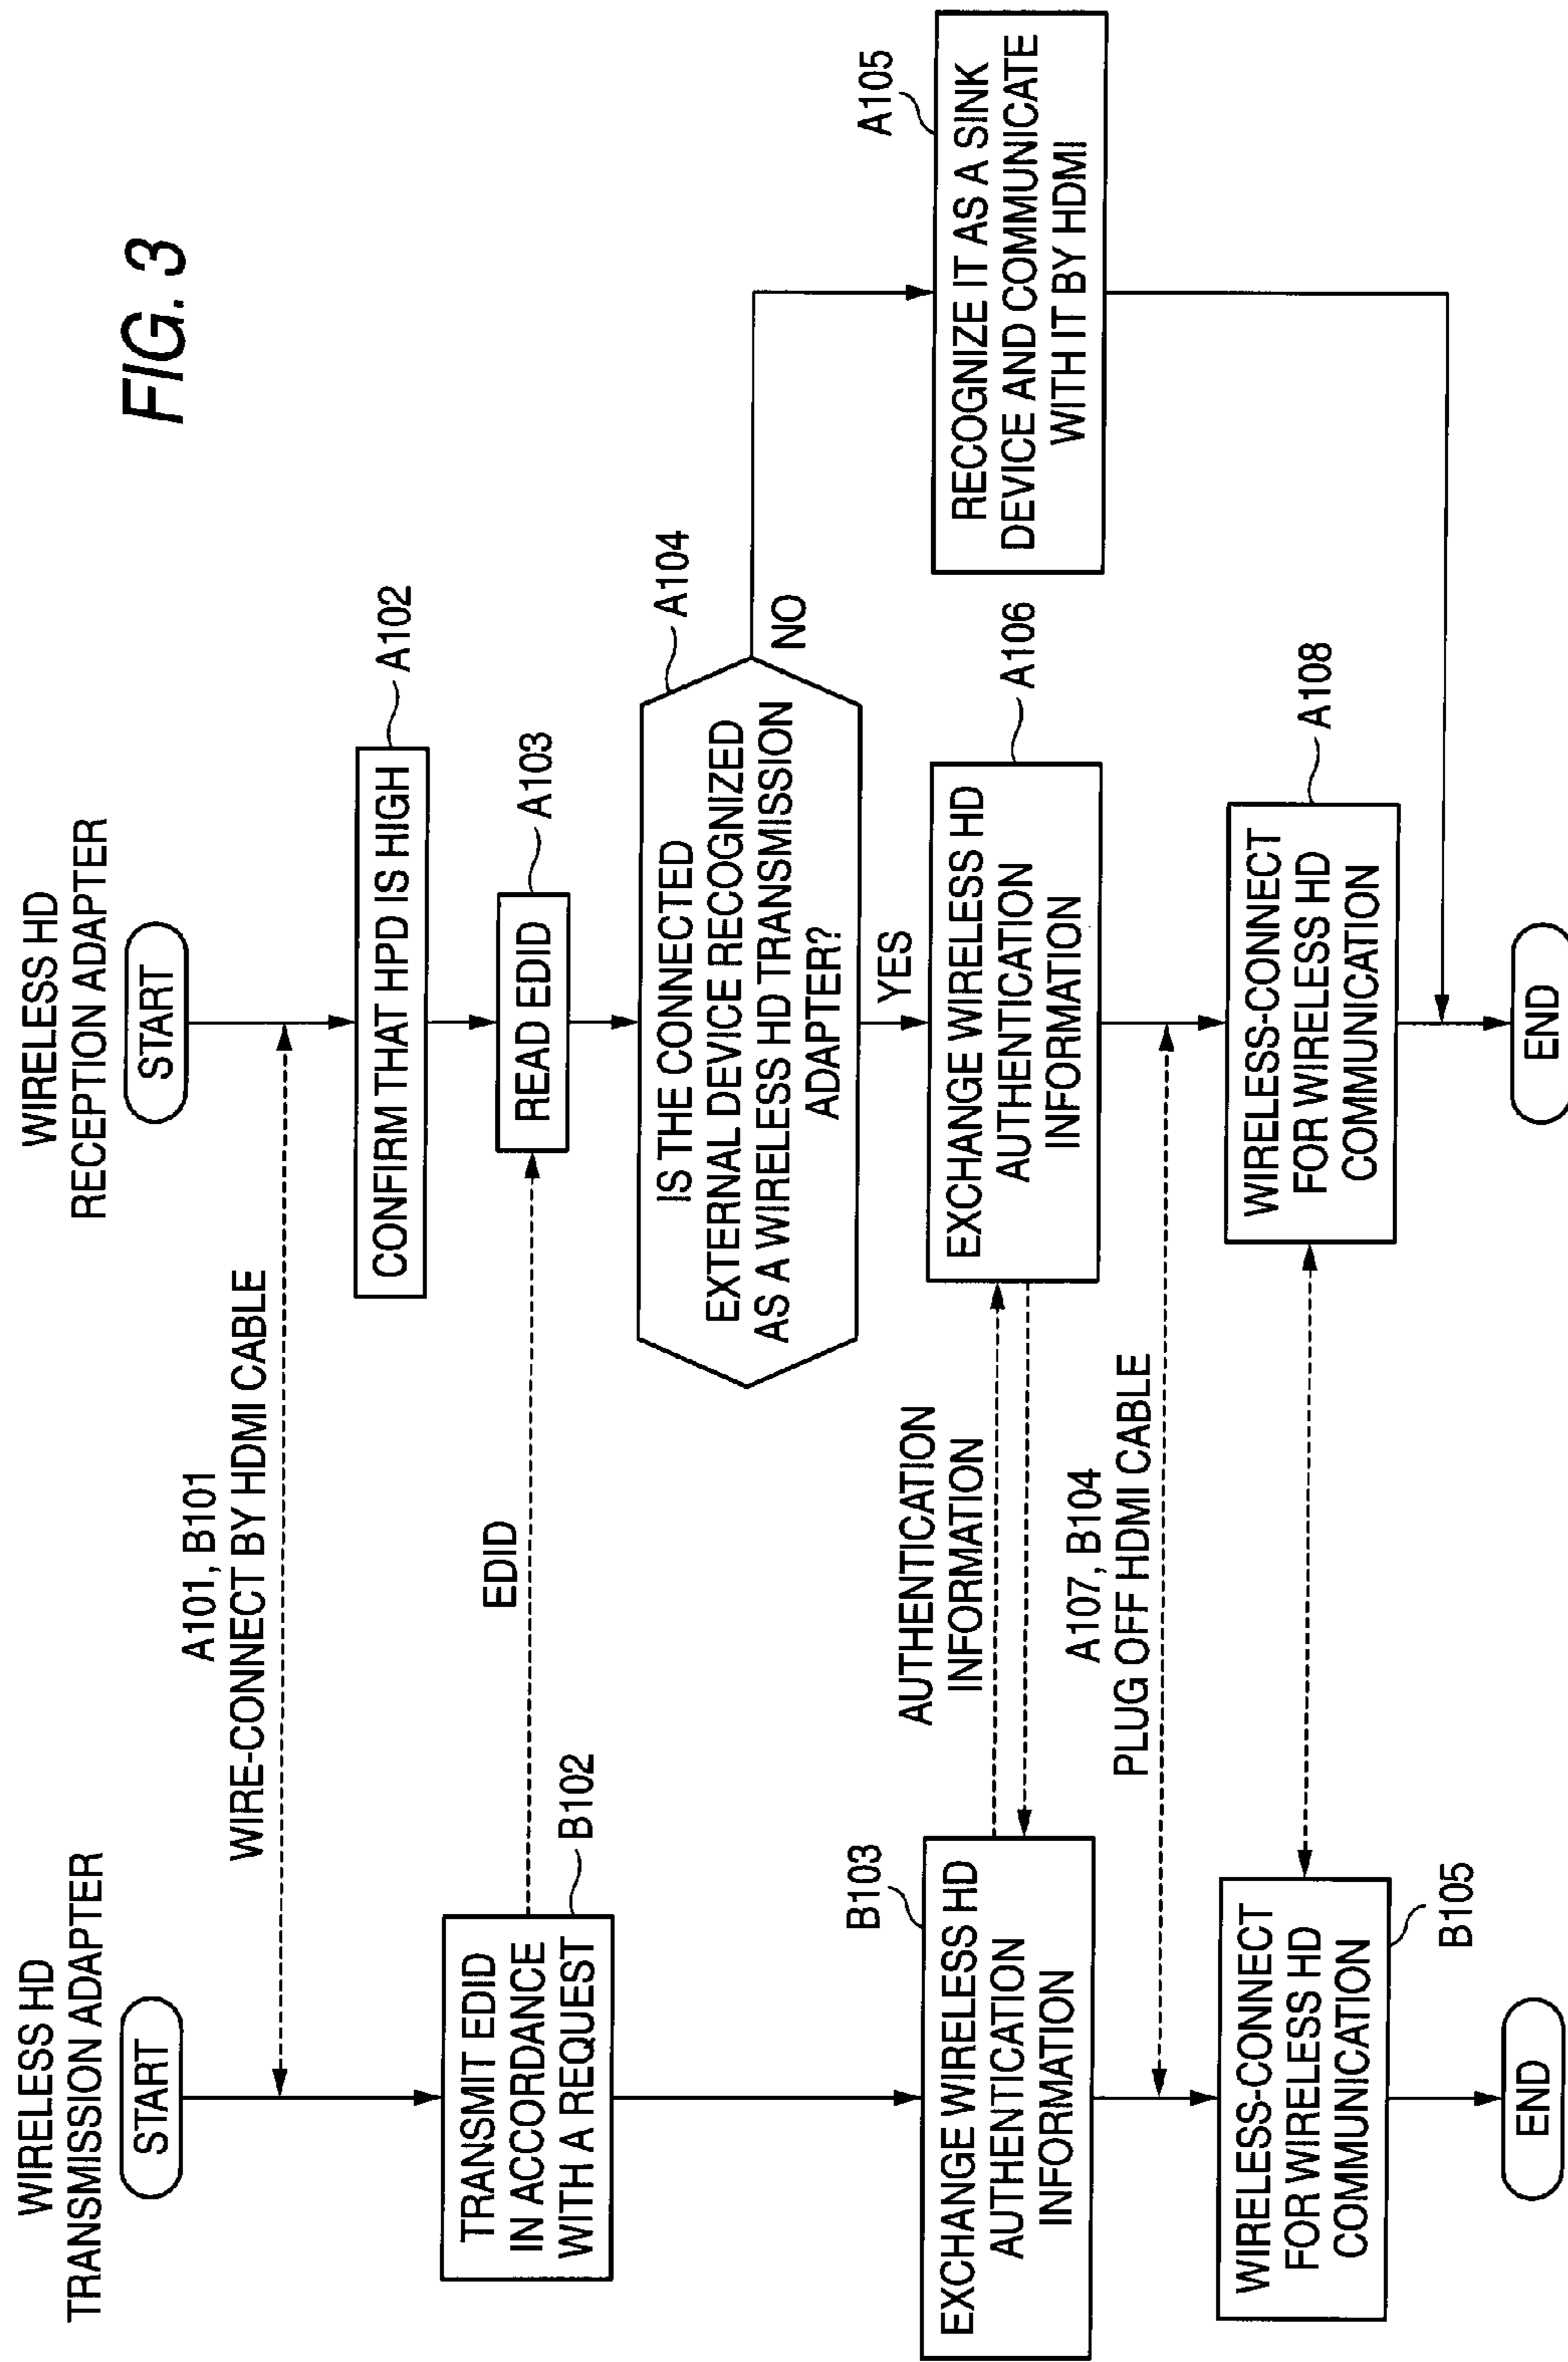 FIG. 3
WIRELESS HD
TRANSMISSION ADAPTER
WIRELESS HD
RECEPTION ADAPTER
START
START
A101, B101
WIRE-CONNECT BY HDMI CABLE
CONFIRM THAT HPD IS HIGH
A102
TRANSMIT EDID
IN ACCORDANCE
WITH A REQUEST
B102
EDID
READ EDID
A103
IS THE CONNECTED
EXTERNAL DEVICE RECOGNIZED
AS A WIRELESS HD TRANSMISSION
ADAPTER?
A104
NO
YES
A105
RECOGNIZE IT AS A SINK
DEVICE AND COMMUNICATE
WITH IT BY HDMI
B103
EXCHANGE WIRELESS HD
AUTHENTICATION
INFORMATION
AUTHENTICATION
INFORMATION
EXCHANGE WIRELESS HD
AUTHENTICATION
INFORMATION
A106
A107, B104
PLUG OFF HDMI CABLE
WIRELESS-CONNECT
FOR WIRELESS HD
COMMUNICATION
B105
WIRELESS-CONNECT
FOR WIRELESS HD
COMMUNICATION
A108
END
END